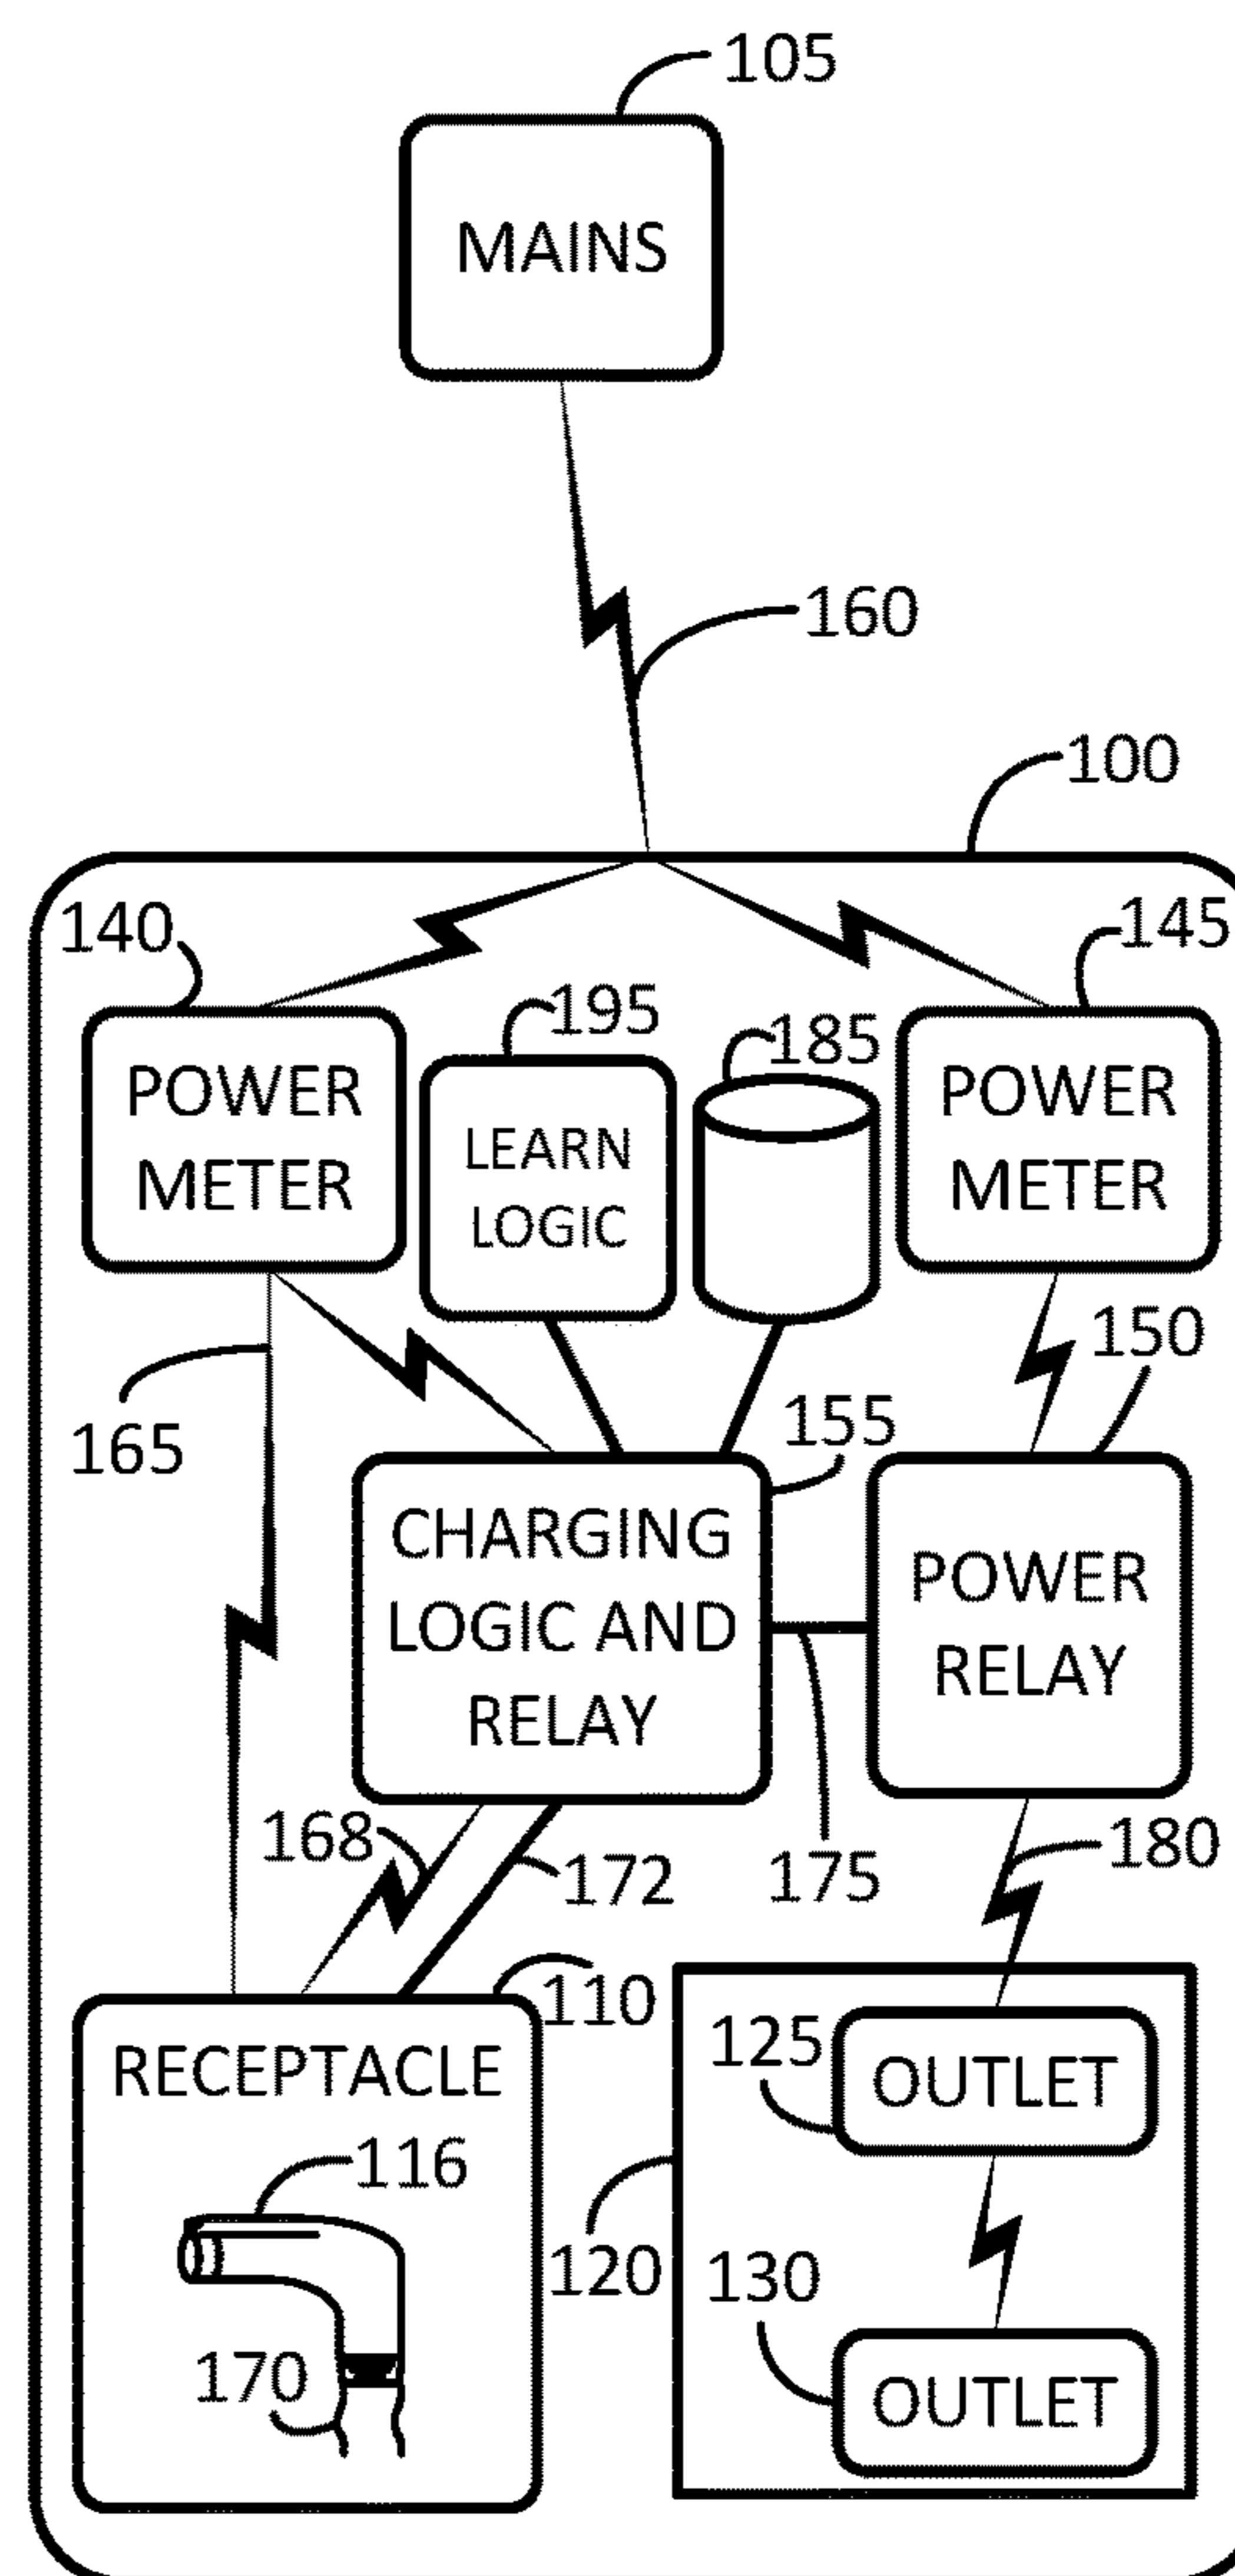 105
MAINS
160
100
140
145
195
185
POWER
METER
LEARN
LOGIC
POWER
METER
150
165
155
CHARGING
LOGIC AND
RELAY
POWER
RELAY
168
172
175
180
110
RECEPTACLE
125
OUTLET
116
120
130
170
OUTLET